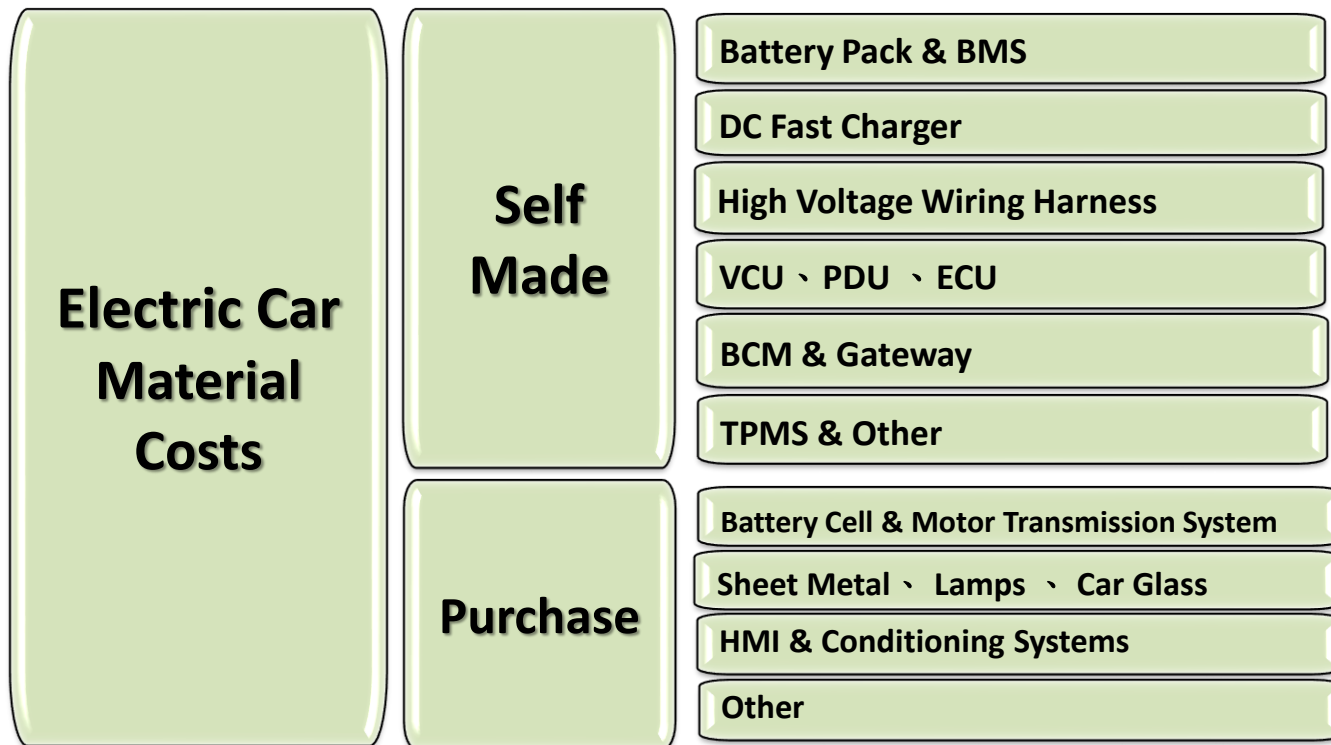 Electric Car
Material
Costs
Self
Made
Battery Pack & BMS
DC Fast Charger
High Voltage Wiring Harness
VCU、PDU 、ECU
BCM & Gateway
TPMS & Other
Purchase
Battery Cell & Motor Transmission System
Sheet Metal、 Lamps 、 Car Glass
HMI & Conditioning Systems
Other